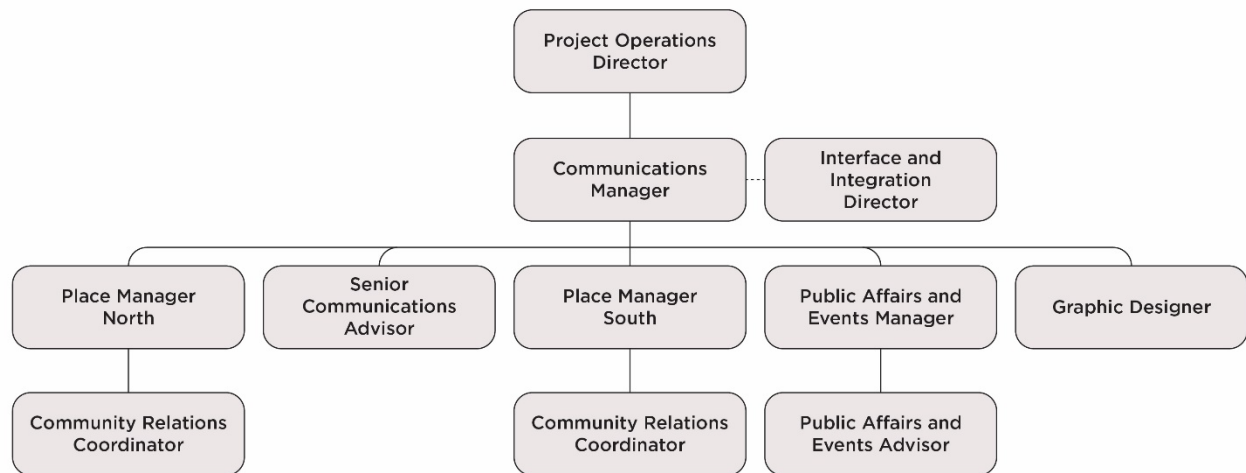 Project Operations
Director
Communications
Manager
Interface and
Integration
Director
Place Manager
North
Senior
Communications
Advisor
Place Manager
South
Public Affairs and
Events Manager
Graphic Designer
Community Relations
Coordinator
Community Relations
Coordinator
Public Affairs and
Events Advisor